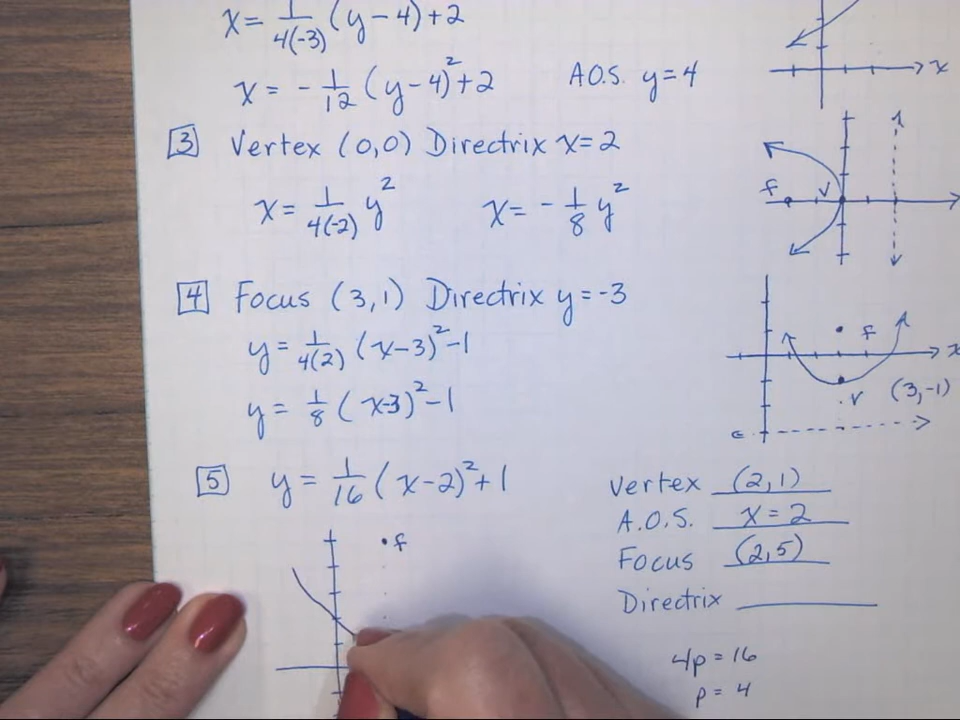 x = 1/4(-3) (y-4)+2
x = - 1/12 (y-4)²+2 A.O.S. y=4
x
3 Vertex (0,0) Directrix x=2
x = 1/4(-2) y² x = - 1/8 y²
f v
4 Focus (3,1) Directrix y=-3
y = 1/4(2) (x-3)²-1
y = 1/8 (x-3)²-1
f
x
v (3,-1)
5 y = 1/16 (x-2)²+1
Vertex (2,1)
A.O.S. x=2
Focus (2,5)
Directrix
f
4p = 16
p = 4